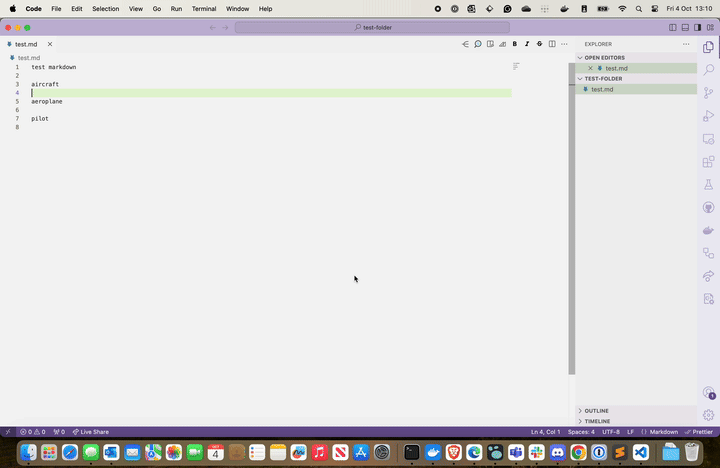 Code File Edit Selection View Go Run Terminal Window Help Fri 4 Oct 13:10
test-folder
test.md
EXPLORER
test.md
OPEN EDITORS
1 test markdown
test.md
2
TEST-FOLDER
3 aircraft
test.md
4
5 aeroplane
6
7 pilot
8
OUTLINE
TIMELINE
0 0 0 Live Share Ln 4, Col 1 Spaces: 4 UTF-8 LF Markdown Prettier
OCT
4